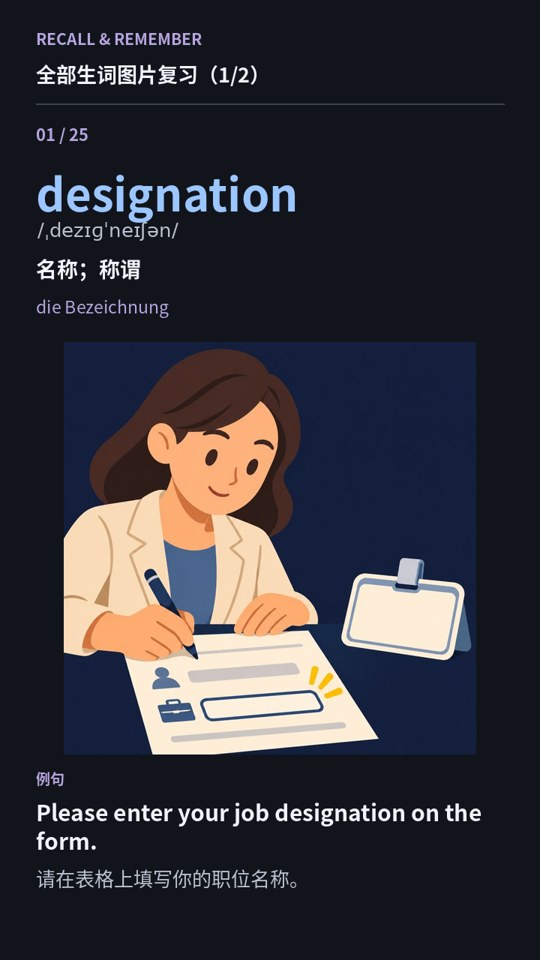 RECALL & REMEMBER
全部生词图片复习（1/2）
01 / 25
designation
/ˌdezɪɡˈneɪʃən/
名称；称谓
die Bezeichnung
例句
Please enter your job designation on the
form.
请在表格上填写你的职位名称。